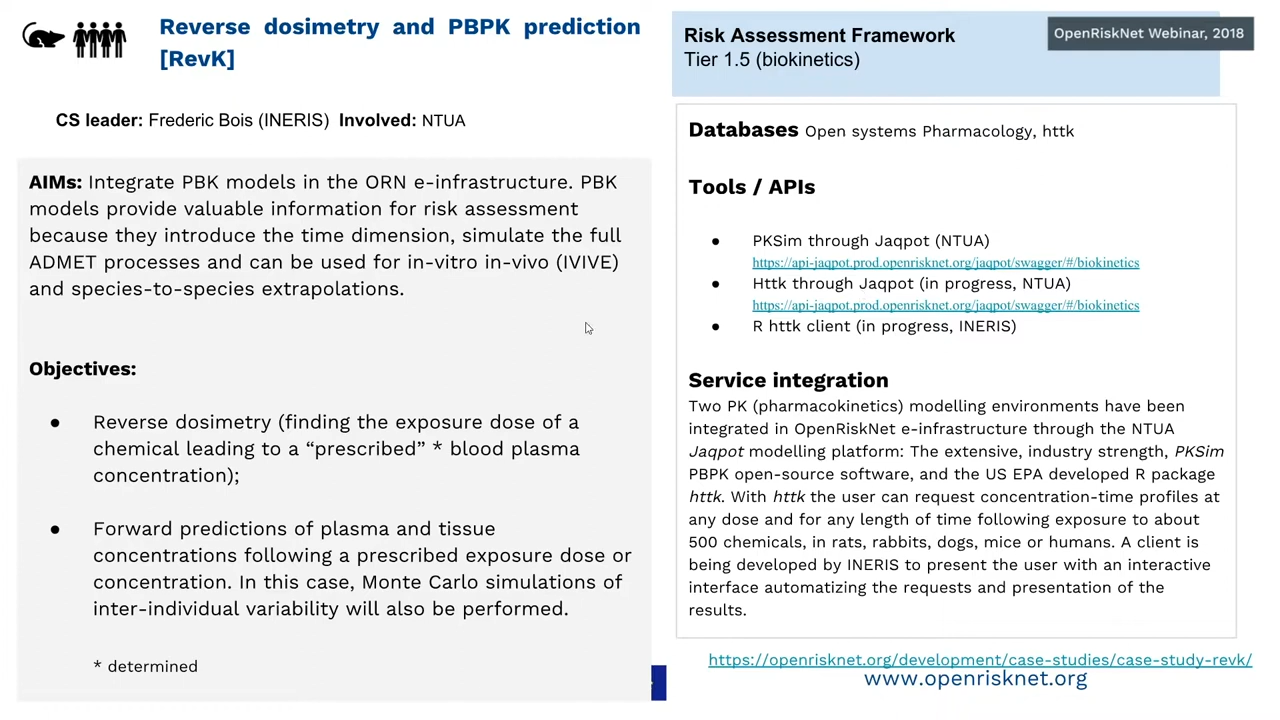 Reverse dosimetry and PBPK prediction
[RevK]
CS leader: Frederic Bois (INERIS) Involved: NTUA
AIMs: Integrate PBK models in the ORN e-infrastructure. PBK
models provide valuable information for risk assessment
because they introduce the time dimension, simulate the full
ADMET processes and can be used for in-vitro in-vivo (IVIVE)
and species-to-species extrapolations.
Objectives:
● Reverse dosimetry (finding the exposure dose of a
chemical leading to a “prescribed” * blood plasma
concentration);
● Forward predictions of plasma and tissue
concentrations following a prescribed exposure dose or
concentration. In this case, Monte Carlo simulations of
inter-individual variability will also be performed.
* determined
Risk Assessment Framework
Tier 1.5 (biokinetics)
OpenRiskNet Webinar, 2018
Databases Open systems Pharmacology, httk
Tools / APIs
● PKSim through Jaqpot (NTUA)
https://api-jaqpot.prod.openrisknet.org/jaqpot/swagger/#/biokinetics
● Httk through Jaqpot (in progress, NTUA)
https://api-jaqpot.prod.openrisknet.org/jaqpot/swagger/#/biokinetics
● R httk client (in progress, INERIS)
Service integration
Two PK (pharmacokinetics) modelling environments have been
integrated in OpenRiskNet e-infrastructure through the NTUA
Jaqpot modelling platform: The extensive, industry strength, PKSim
PBPK open-source software, and the US EPA developed R package
httk. With httk the user can request concentration-time profiles at
any dose and for any length of time following exposure to about
500 chemicals, in rats, rabbits, dogs, mice or humans. A client is
being developed by INERIS to present the user with an interactive
interface automatizing the requests and presentation of the
results.
https://openrisknet.org/development/case-studies/case-study-revk/
www.openrisknet.org